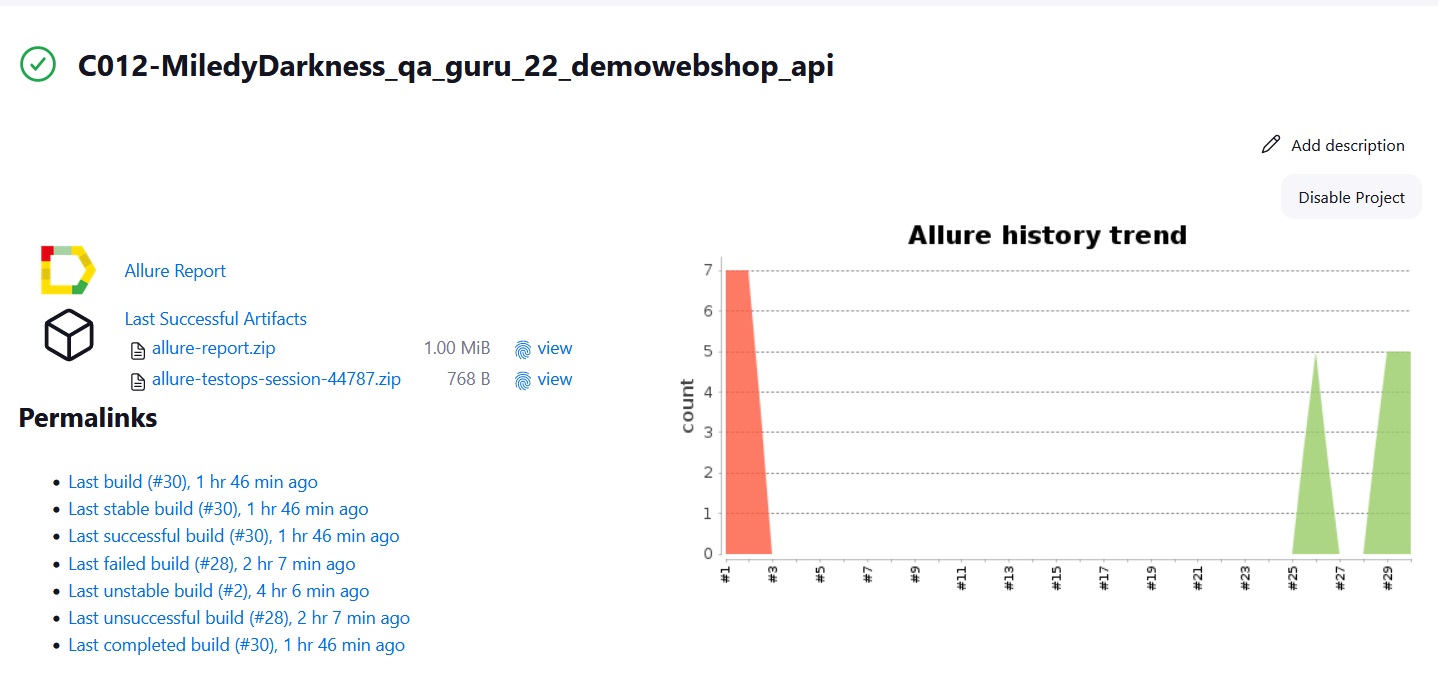 C012-MiledyDarkness_qa_guru_22_demowebshop_api
Add description
Disable Project
Allure Report
Last Successful Artifacts
allure-report.zip 1.00 MiB view
allure-testops-session-44787.zip 768 B view
Permalinks
Last build (#30), 1 hr 46 min ago
Last stable build (#30), 1 hr 46 min ago
Last successful build (#30), 1 hr 46 min ago
Last failed build (#28), 2 hr 7 min ago
Last unstable build (#2), 4 hr 6 min ago
Last unsuccessful build (#28), 2 hr 7 min ago
Last completed build (#30), 1 hr 46 min ago
Allure history trend
count
7
6
5
4
3
2
1
0
#1 #3 #5 #7 #9 #11 #13 #15 #17 #19 #21 #23 #25 #27 #29